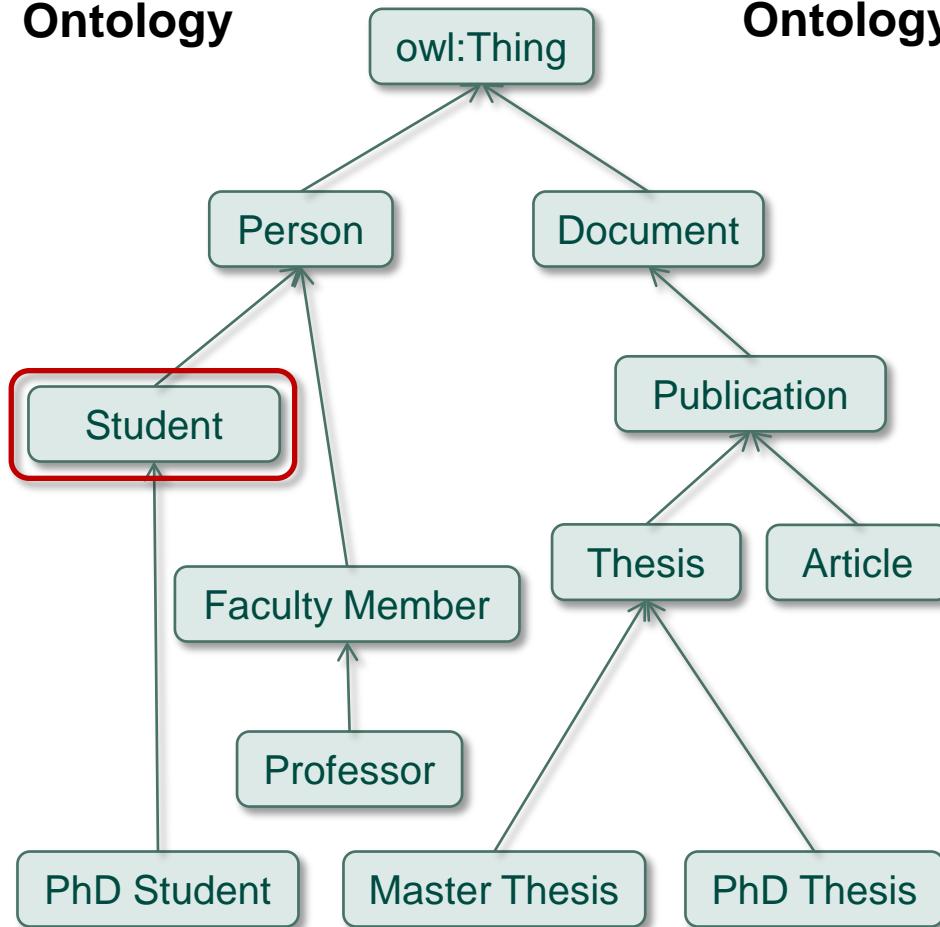 Ontology
Ontology
owl:Thing
Person
Document
Student
Publication
Thesis
Article
Faculty Member
Professor
PhD Student
Master Thesis
PhD Thesis